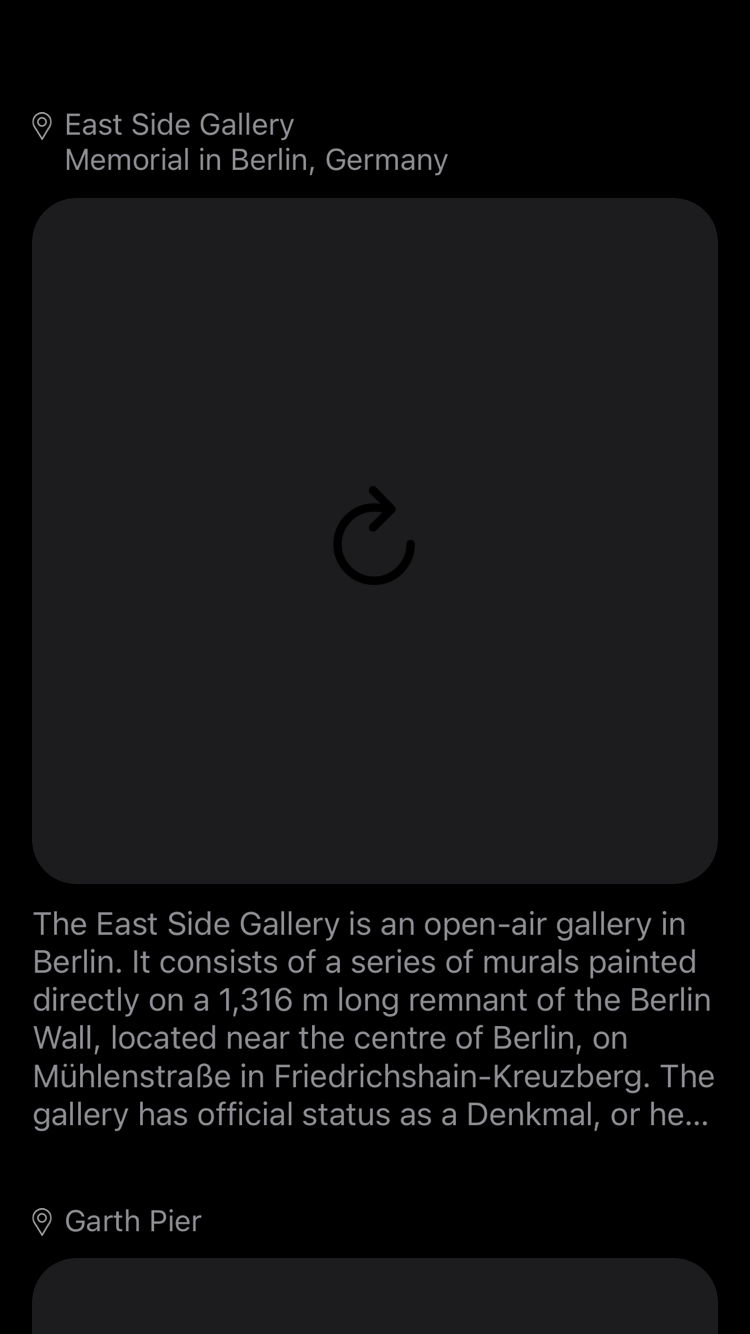 East Side Gallery
Memorial in Berlin, Germany
The East Side Gallery is an open-air gallery in
Berlin. It consists of a series of murals painted
directly on a 1,316 m long remnant of the Berlin
Wall, located near the centre of Berlin, on
Mühlenstraße in Friedrichshain-Kreuzberg. The
gallery has official status as a Denkmal, or he...
Garth Pier